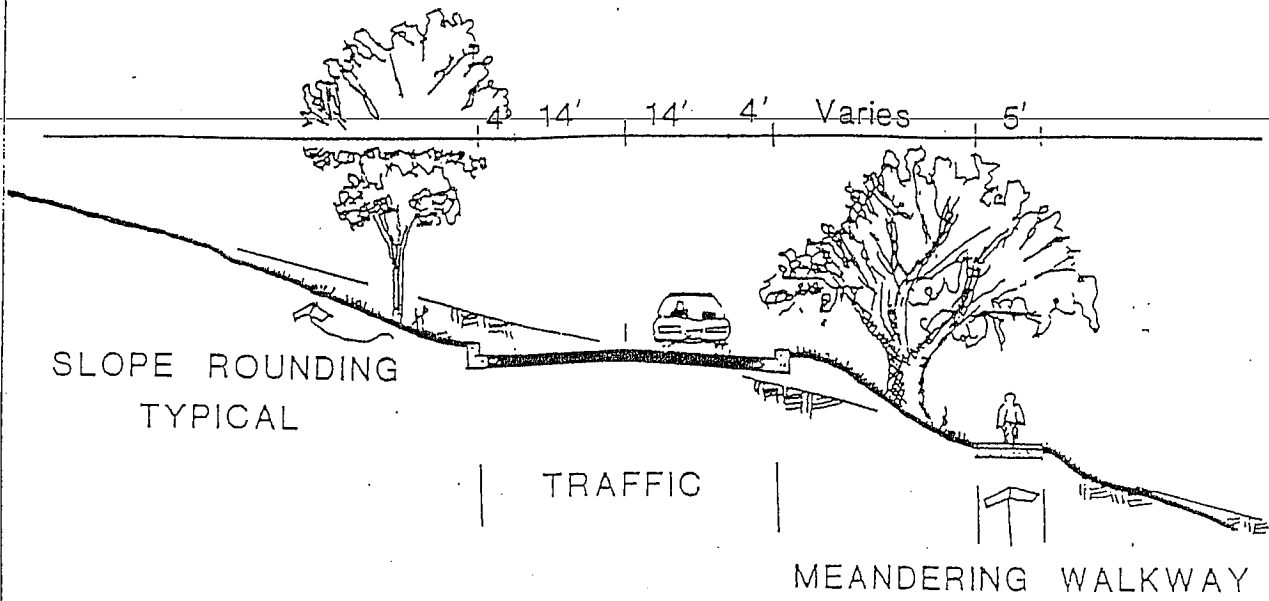 4' 14' 14' 4' Varies 5'
SLOPE ROUNDING
TYPICAL
TRAFFIC
MEANDERING WALKWAY